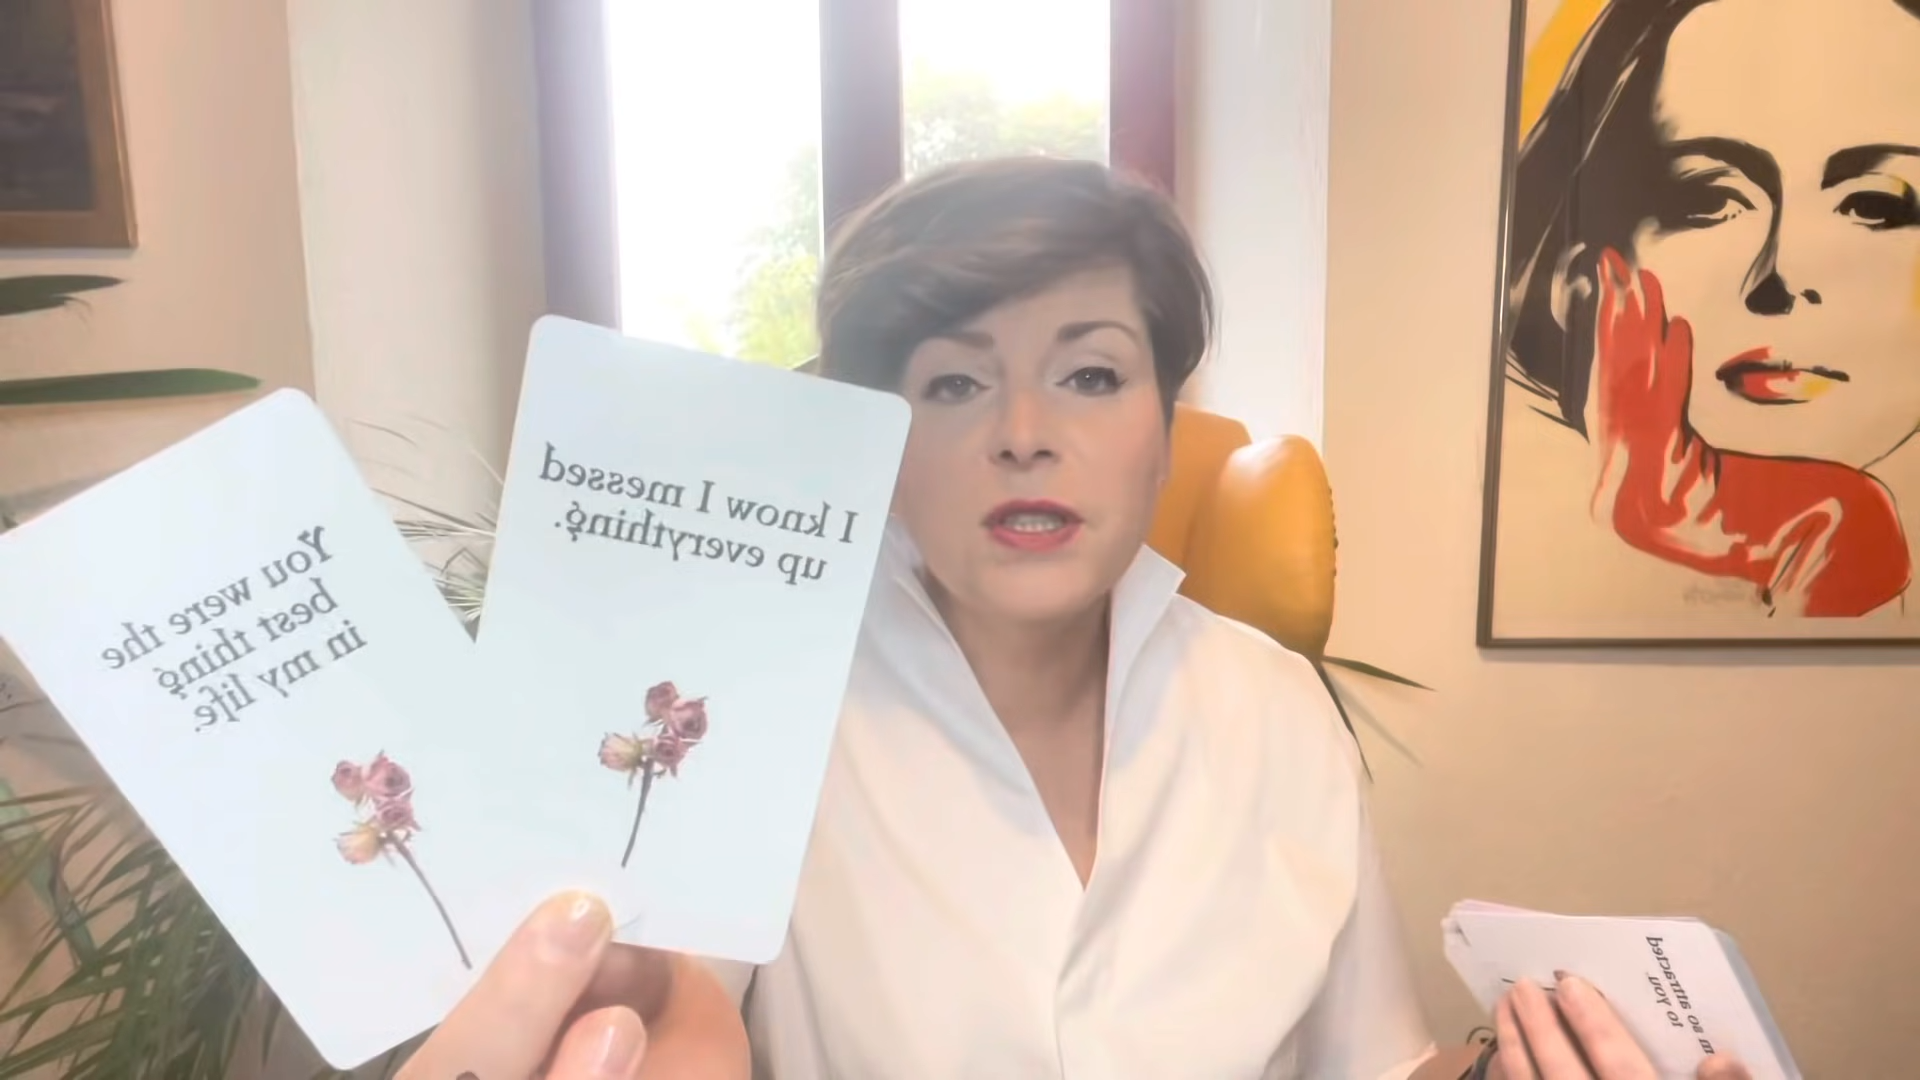 You were the
best thing
in my life.
I know I messed
up everything.
so attracted
to You